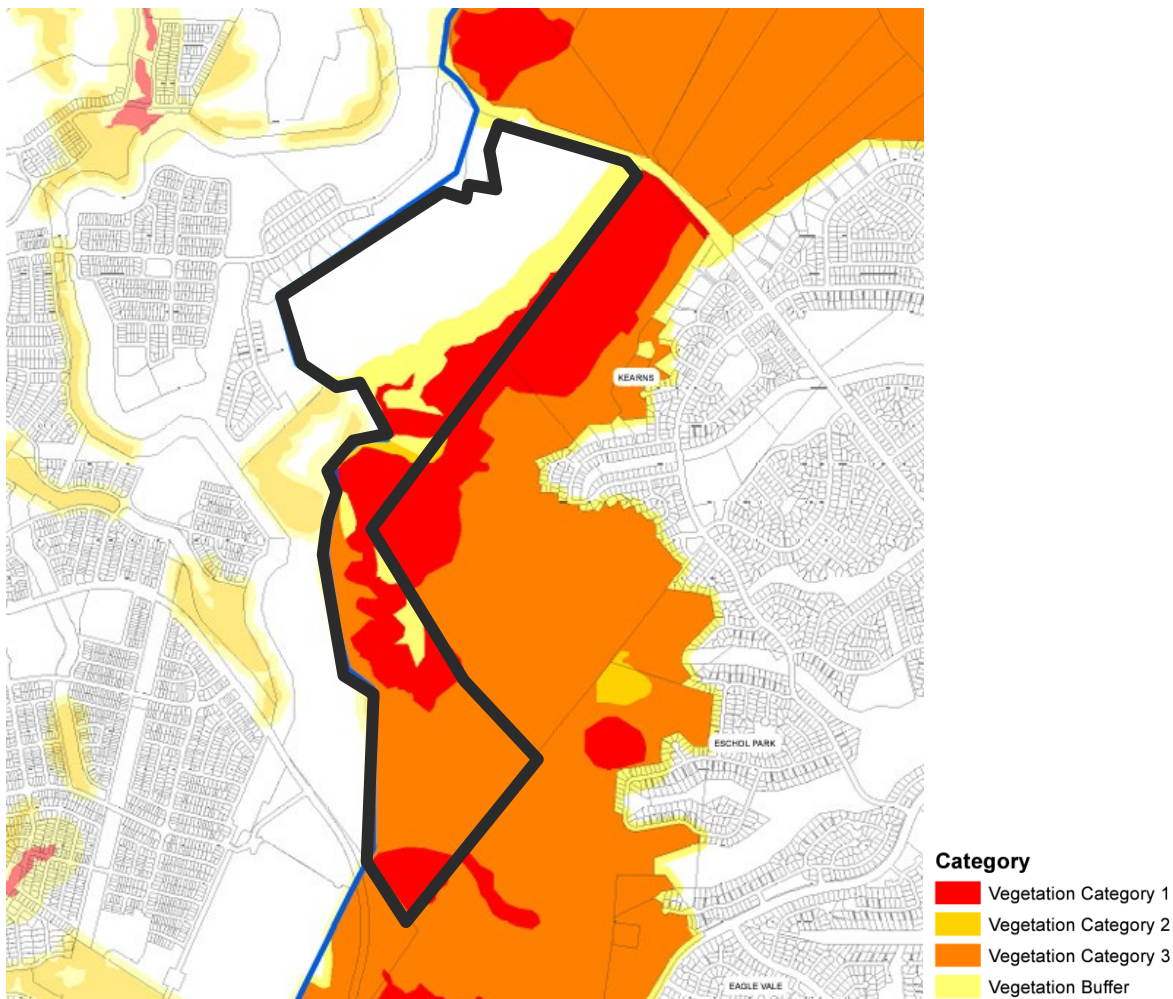 KEARNS
ESCHOL PARK
EAGLE VALE
Category
Vegetation Category 1
Vegetation Category 2
Vegetation Category 3
Vegetation Buffer